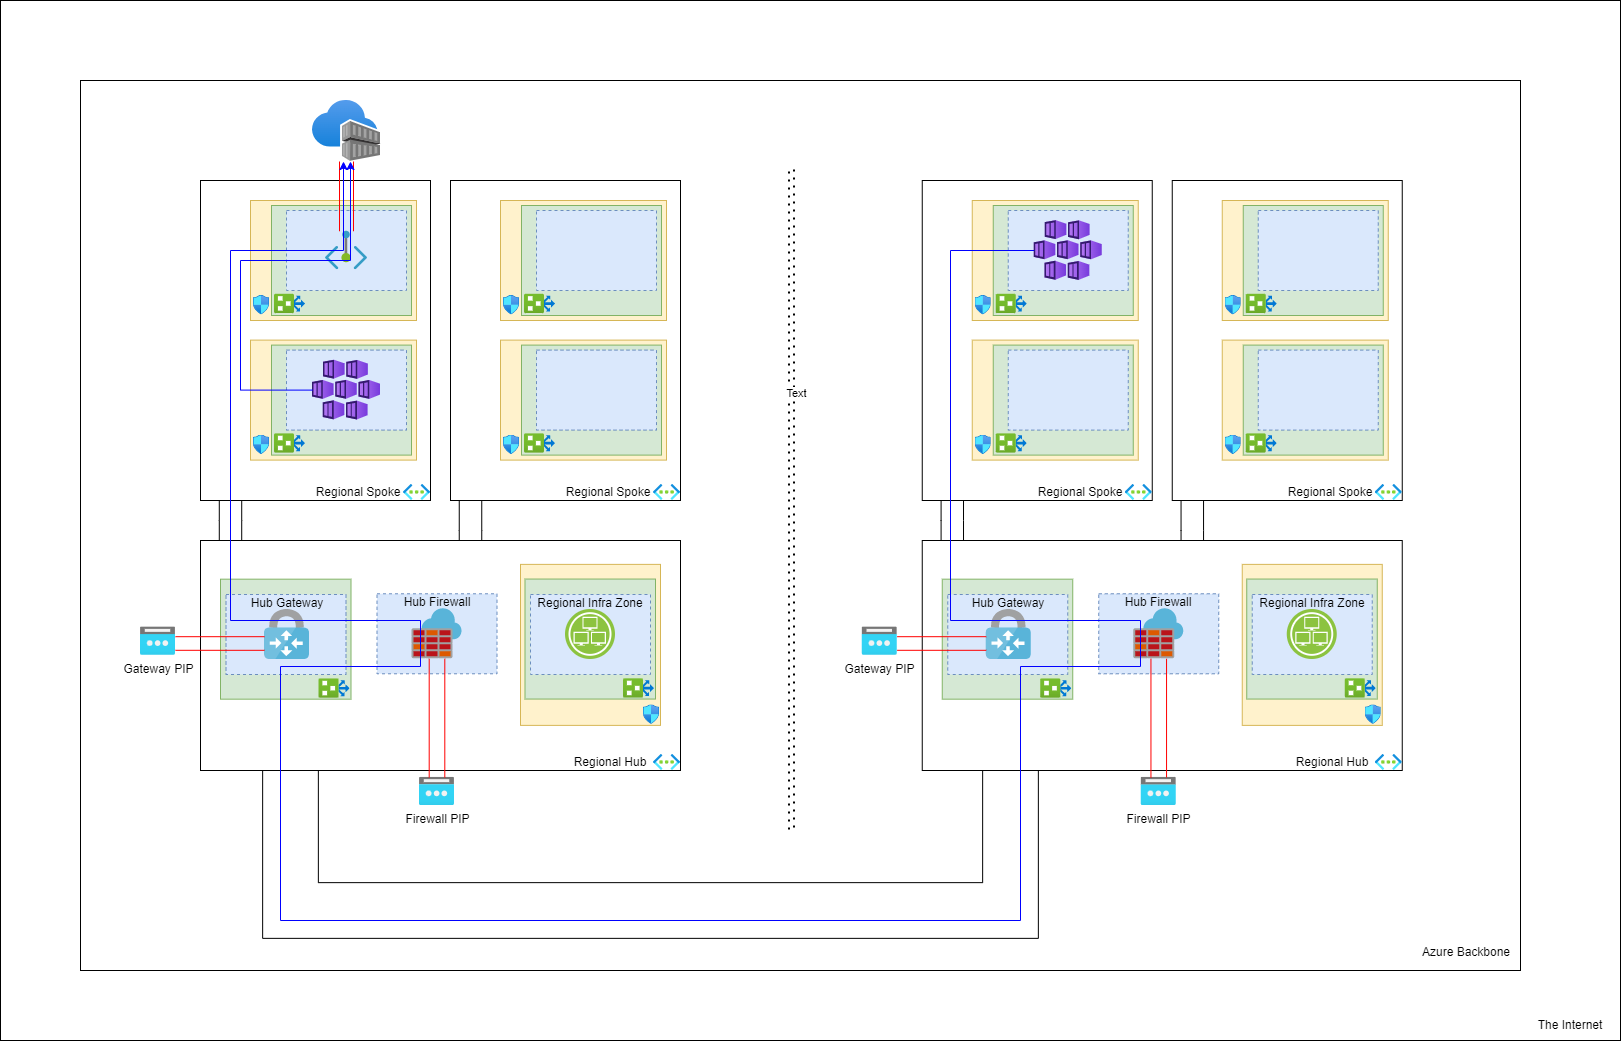 Text
Regional Spoke
Regional Spoke
Regional Spoke
Regional Spoke
Hub Gateway
Hub Firewall
Regional Infra Zone
Hub Gateway
Hub Firewall
Regional Infra Zone
Gateway PIP
Gateway PIP
Regional Hub
Regional Hub
Firewall PIP
Firewall PIP
Azure Backbone
The Internet